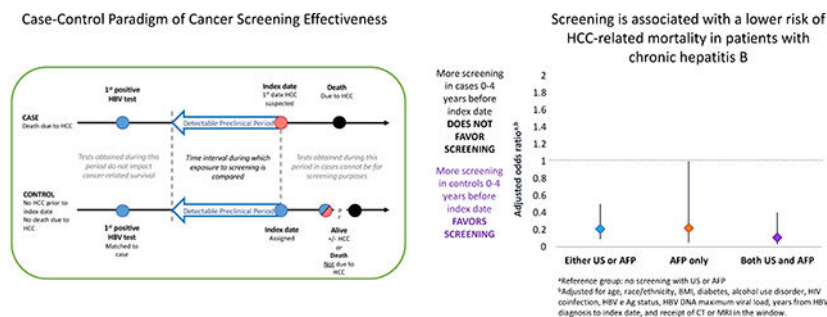 Case-Control Paradigm of Cancer Screening Effectiveness
1st positive
HBV test
Index date
1st date HCC
suspected
Death
Due to HCC
CASE
Death due to HCC
Detectable Preclinical Period
Tests obtained during this
period do not impact
cancer-related survival
Time interval during which
exposure to screening is
compared
Tests obtained during this
period in cases cannot be for
screening purposes
CONTROL
No HCC prior to
index date
No death due to
HCC
Detectable Preclinical Period
1st positive
HBV test
Matched to
case
Index date
Assigned
Alive
+/- HCC
or
Death
Not due to
HCC
More screening
in cases 0-4
years before
index date
DOES NOT
FAVOR
SCREENING
More screening
in controls 0-4
years before
index date
FAVORS
SCREENING
Screening is associated with a lower risk of
HCC-related mortality in patients with
chronic hepatitis B
Adjusted odds ratioa,b
2
1.8
1.6
1.4
1.2
1
0.8
0.6
0.4
0.2
0
Either US or AFP
AFP only
Both US and AFP
aReference group: no screening with US or AFP
bAdjusted for age, race/ethnicity, BMI, diabetes, alcohol use disorder, HIV
coinfection, HBV e Ag status, HBV DNA maximum viral load, years from HBV
diagnosis to index date, and receipt of CT or MRI in the window.